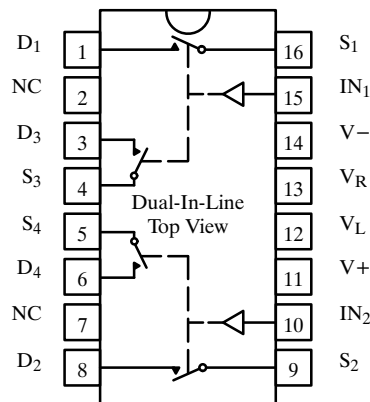 D1 1 16 S1
NC 2 15 IN1
D3 3 14 V−
S3 4 13 VR
Dual-In-Line
Top View
S4 5 12 VL
D4 6 11 V+
NC 7 10 IN2
D2 8 9 S2